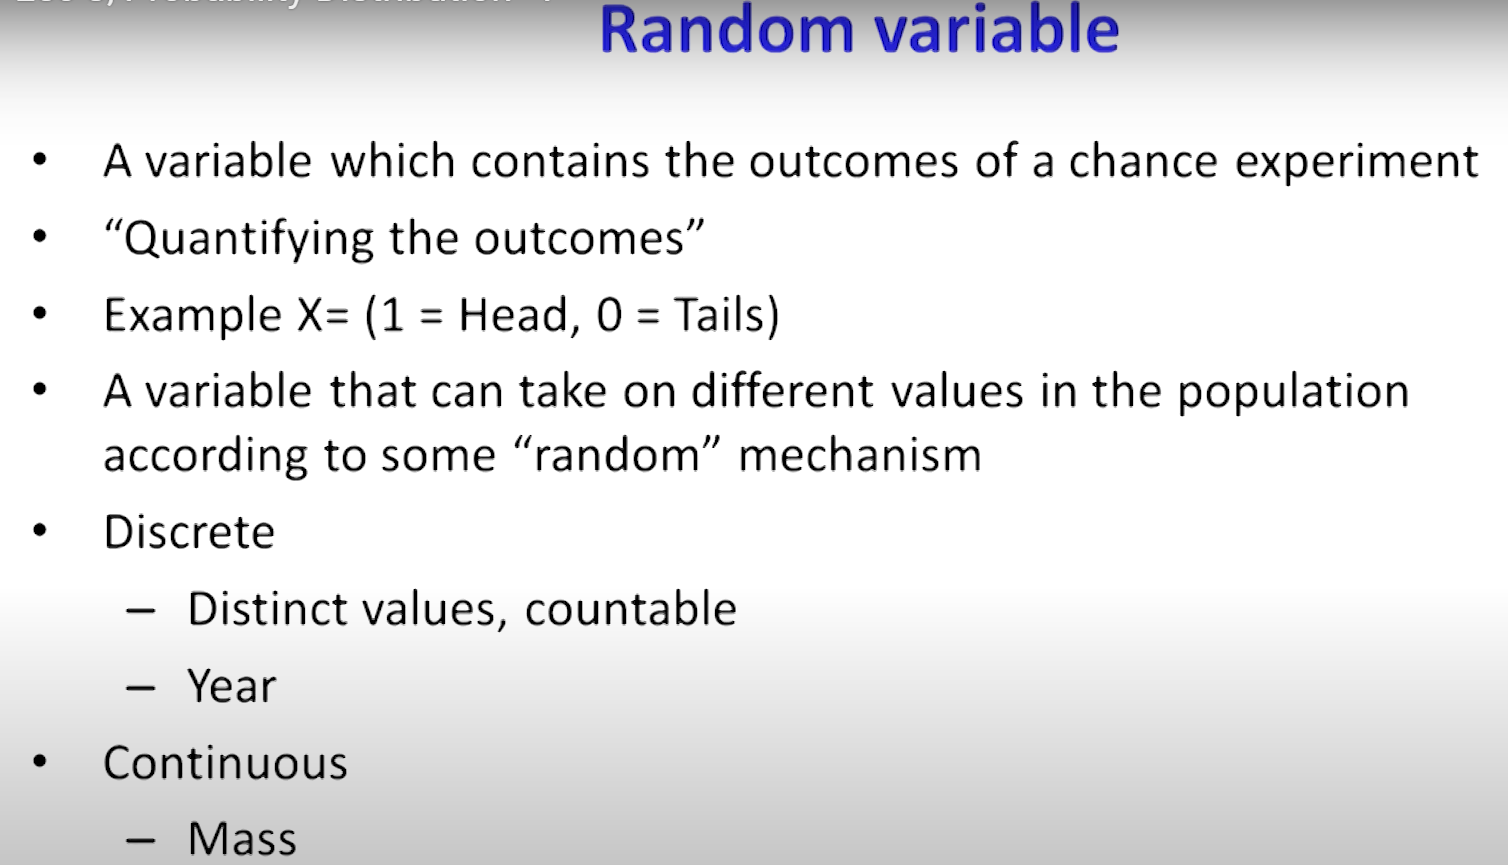 Random variable
• A variable which contains the outcomes of a chance experiment
• “Quantifying the outcomes”
• Example X= (1 = Head, 0 = Tails)
• A variable that can take on different values in the population
according to some “random” mechanism
• Discrete
– Distinct values, countable
– Year
• Continuous
– Mass